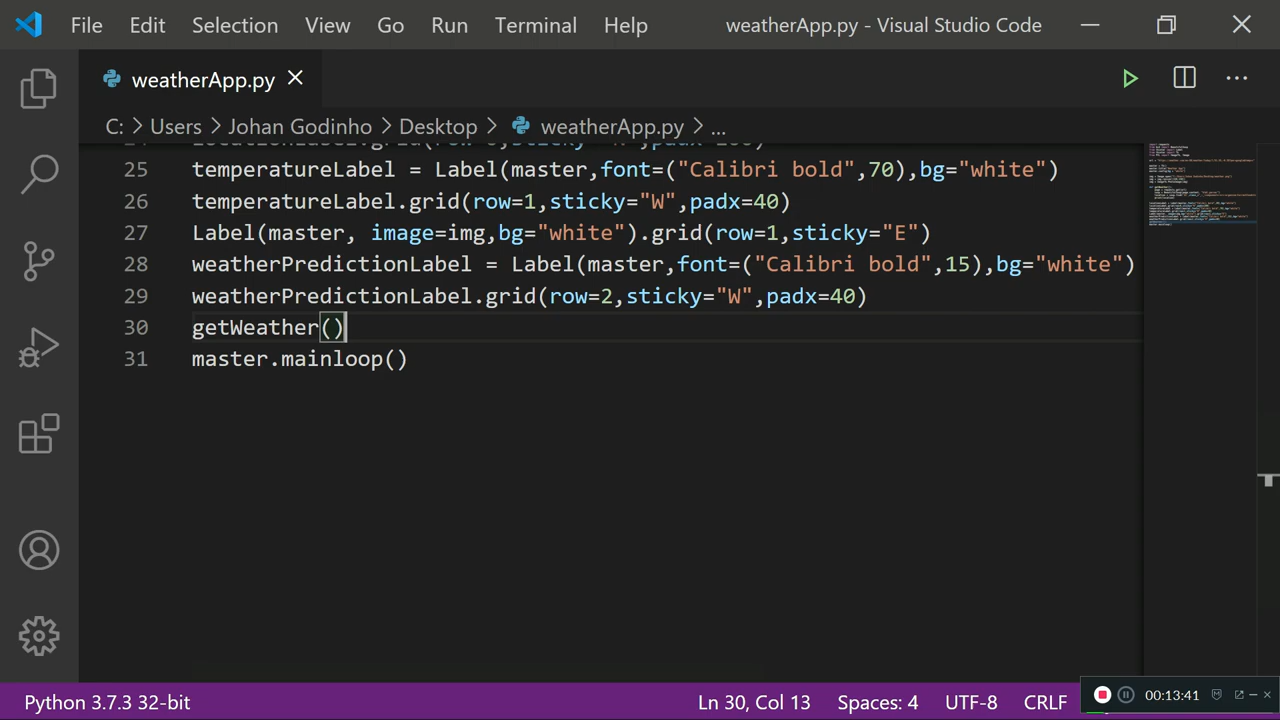 File Edit Selection View Go Run Terminal Help weatherApp.py - Visual Studio Code
weatherApp.py
C: > Users > Johan Godinho > Desktop > weatherApp.py > ...
25 temperatureLabel = Label(master,font=("Calibri bold",70),bg="white")
26 temperatureLabel.grid(row=1,sticky="W",padx=40)
27 Label(master, image=img,bg="white").grid(row=1,sticky="E")
28 weatherPredictionLabel = Label(master,font=("Calibri bold",15),bg="white")
29 weatherPredictionLabel.grid(row=2,sticky="W",padx=40)
30 getWeather()
31 master.mainloop()
Python 3.7.3 32-bit Ln 30, Col 13 Spaces: 4 UTF-8 CRLF 00:13:41